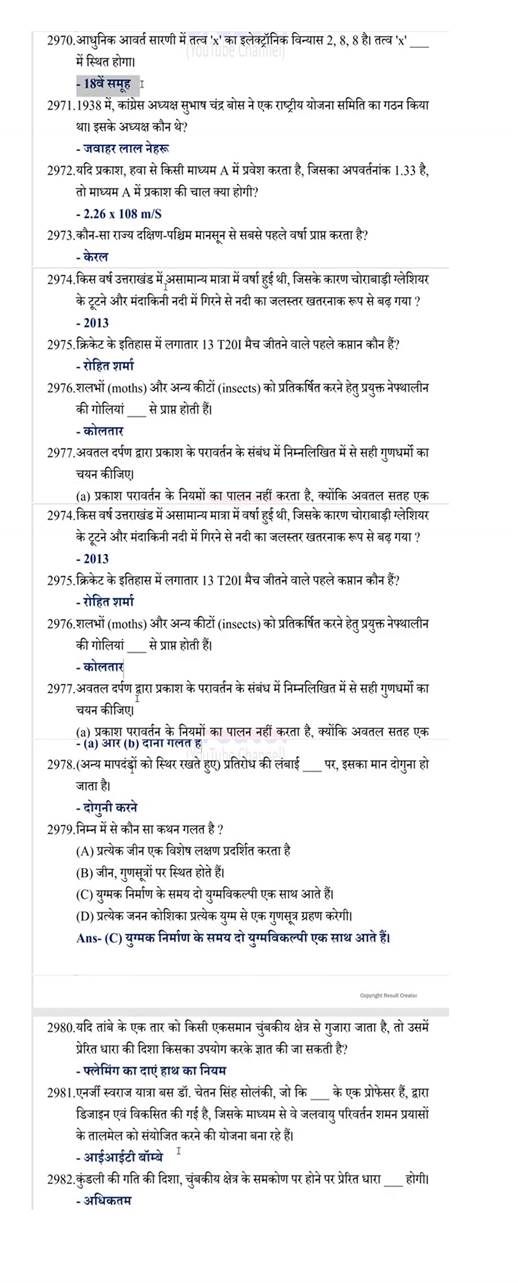 2970.आधुनिक आवर्त सारणी में तत्व 'x' का इलेक्ट्रॉनिक विन्यास 2, 8, 8 है। तत्व 'x' ____
में स्थित होगा।
- 18वें समूह
2971.1938 में, कांग्रेस अध्यक्ष सुभाष चंद्र बोस ने एक राष्ट्रीय योजना समिति का गठन किया
था। इसके अध्यक्ष कौन थे?
- जवाहर लाल नेहरू
2972.यदि प्रकाश, हवा से किसी माध्यम A में प्रवेश करता है, जिसका अपवर्तनांक 1.33 है,
तो माध्यम A में प्रकाश की चाल क्या होगी?
- 2.26 x 108 m/S
2973.कौन-सा राज्य दक्षिण-पश्चिम मानसून से सबसे पहले वर्षा प्राप्त करता है?
- केरल
2974.किस वर्ष उत्तराखंड में असामान्य मात्रा में वर्षा हुई थी, जिसके कारण चोराबाड़ी ग्लेशियर
के टूटने और मंदाकिनी नदी में गिरने से नदी का जलस्तर खतरनाक रूप से बढ़ गया ?
- 2013
2975.क्रिकेट के इतिहास में लगातार 13 T20I मैच जीतने वाले पहले कप्तान कौन हैं?
- रोहित शर्मा
2976.शलभों (moths) और अन्य कीटों (insects) को प्रतिकर्षित करने हेतु प्रयुक्त नेफ्थालीन
की गोलियां ____ से प्राप्त होती हैं।
- कोलतार
2977.अवतल दर्पण द्वारा प्रकाश के परावर्तन के संबंध में निम्नलिखित में से सही गुणधर्मो का
चयन कीजिए।
(a) प्रकाश परावर्तन के नियमों का पालन नहीं करता है, क्योंकि अवतल सतह एक
2974.किस वर्ष उत्तराखंड में असामान्य मात्रा में वर्षा हुई थी, जिसके कारण चोराबाड़ी ग्लेशियर
के टूटने और मंदाकिनी नदी में गिरने से नदी का जलस्तर खतरनाक रूप से बढ़ गया ?
- 2013
2975.क्रिकेट के इतिहास में लगातार 13 T20I मैच जीतने वाले पहले कप्तान कौन हैं?
- रोहित शर्मा
2976.शलभों (moths) और अन्य कीटों (insects) को प्रतिकर्षित करने हेतु प्रयुक्त नेफ्थालीन
की गोलियां ____ से प्राप्त होती हैं।
- कोलतार
2977.अवतल दर्पण द्वारा प्रकाश के परावर्तन के संबंध में निम्नलिखित में से सही गुणधर्मो का
चयन कीजिए।
(a) प्रकाश परावर्तन के नियमों का पालन नहीं करता है, क्योंकि अवतल सतह एक
- (a) और (b) दोनों गलत है
2978.(अन्य मापदंडों को स्थिर रखते हुए) प्रतिरोध की लंबाई ____ पर, इसका मान दोगुना हो
जाता है।
- दोगुनी करने
2979.निम्न में से कौन सा कथन गलत है ?
(A) प्रत्येक जीन एक विशेष लक्षण प्रदर्शित करता है
(B) जीन, गुणसूत्रों पर स्थित होते हैं।
(C) युग्मक निर्माण के समय दो युग्मविकल्पी एक साथ आते हैं।
(D) प्रत्येक जनन कोशिका प्रत्येक युग्म से एक गुणसूत्र ग्रहण करेगी।
Ans- (C) युग्मक निर्माण के समय दो युग्मविकल्पी एक साथ आते हैं।
Copyright Result Creator
2980.यदि तांबे के एक तार को किसी एकसमान चुंबकीय क्षेत्र से गुजारा जाता है, तो उसमें
प्रेरित धारा की दिशा किसका उपयोग करके ज्ञात की जा सकती है?
- फ्लेमिंग का दाएं हाथ का नियम
2981.एनर्जी स्वराज यात्रा बस डॉ. चेतन सिंह सोलंकी, जो कि ____ के एक प्रोफेसर हैं, द्वारा
डिजाइन एवं विकसित की गई है, जिसके माध्यम से वे जलवायु परिवर्तन शमन प्रयासों
के तालमेल को संयोजित करने की योजना बना रहे हैं।
- आईआईटी बॉम्बे
2982.कुंडली की गति की दिशा, चुंबकीय क्षेत्र के समकोण पर होने पर प्रेरित धारा ____ होगी।
- अधिकतम